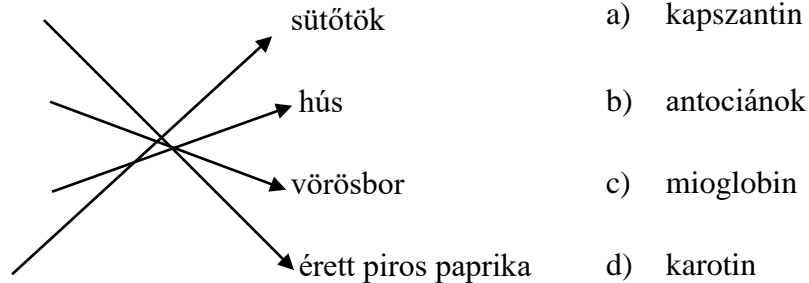 sütőtök a) kapszantin
hús b) antociánok
vörösbor c) mioglobin
érett piros paprika d) karotin